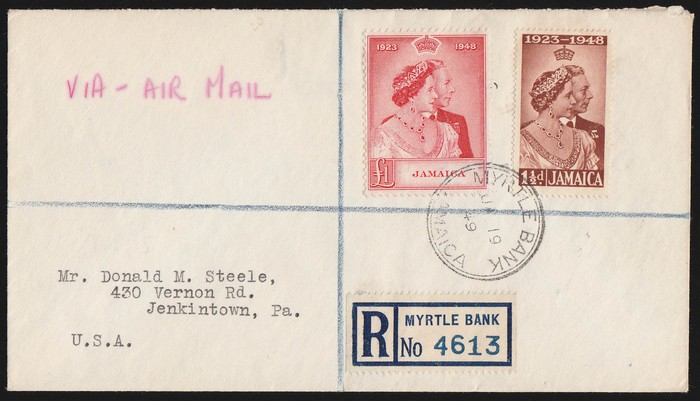 VIA - AIR MAIL
1923 1948
JAMAICA
£1
1923-1948
1½d JAMAICA
MYRTLE BANK
19
49
JAMAICA
Mr. Donald M. Steele,
430 Vernon Rd.
Jenkintown, Pa.
U.S.A.
R MYRTLE BANK
No 4613